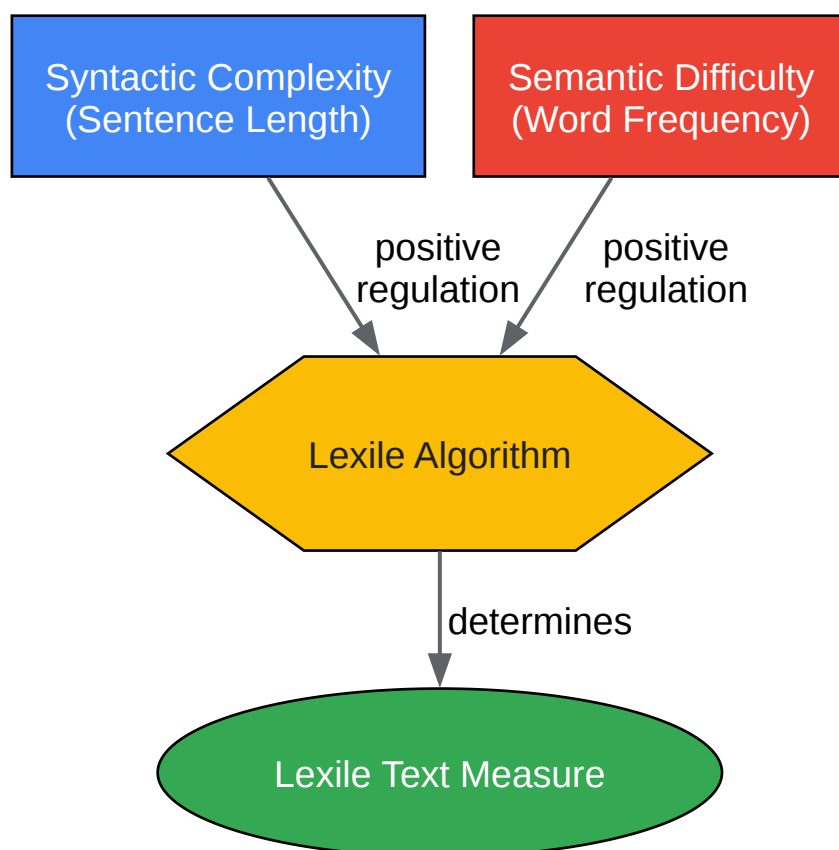 Syntactic Complexity
(Sentence Length)
Semantic Difficulty
(Word Frequency)
positive
regulation
positive
regulation
Lexile Algorithm
determines
Lexile Text Measure